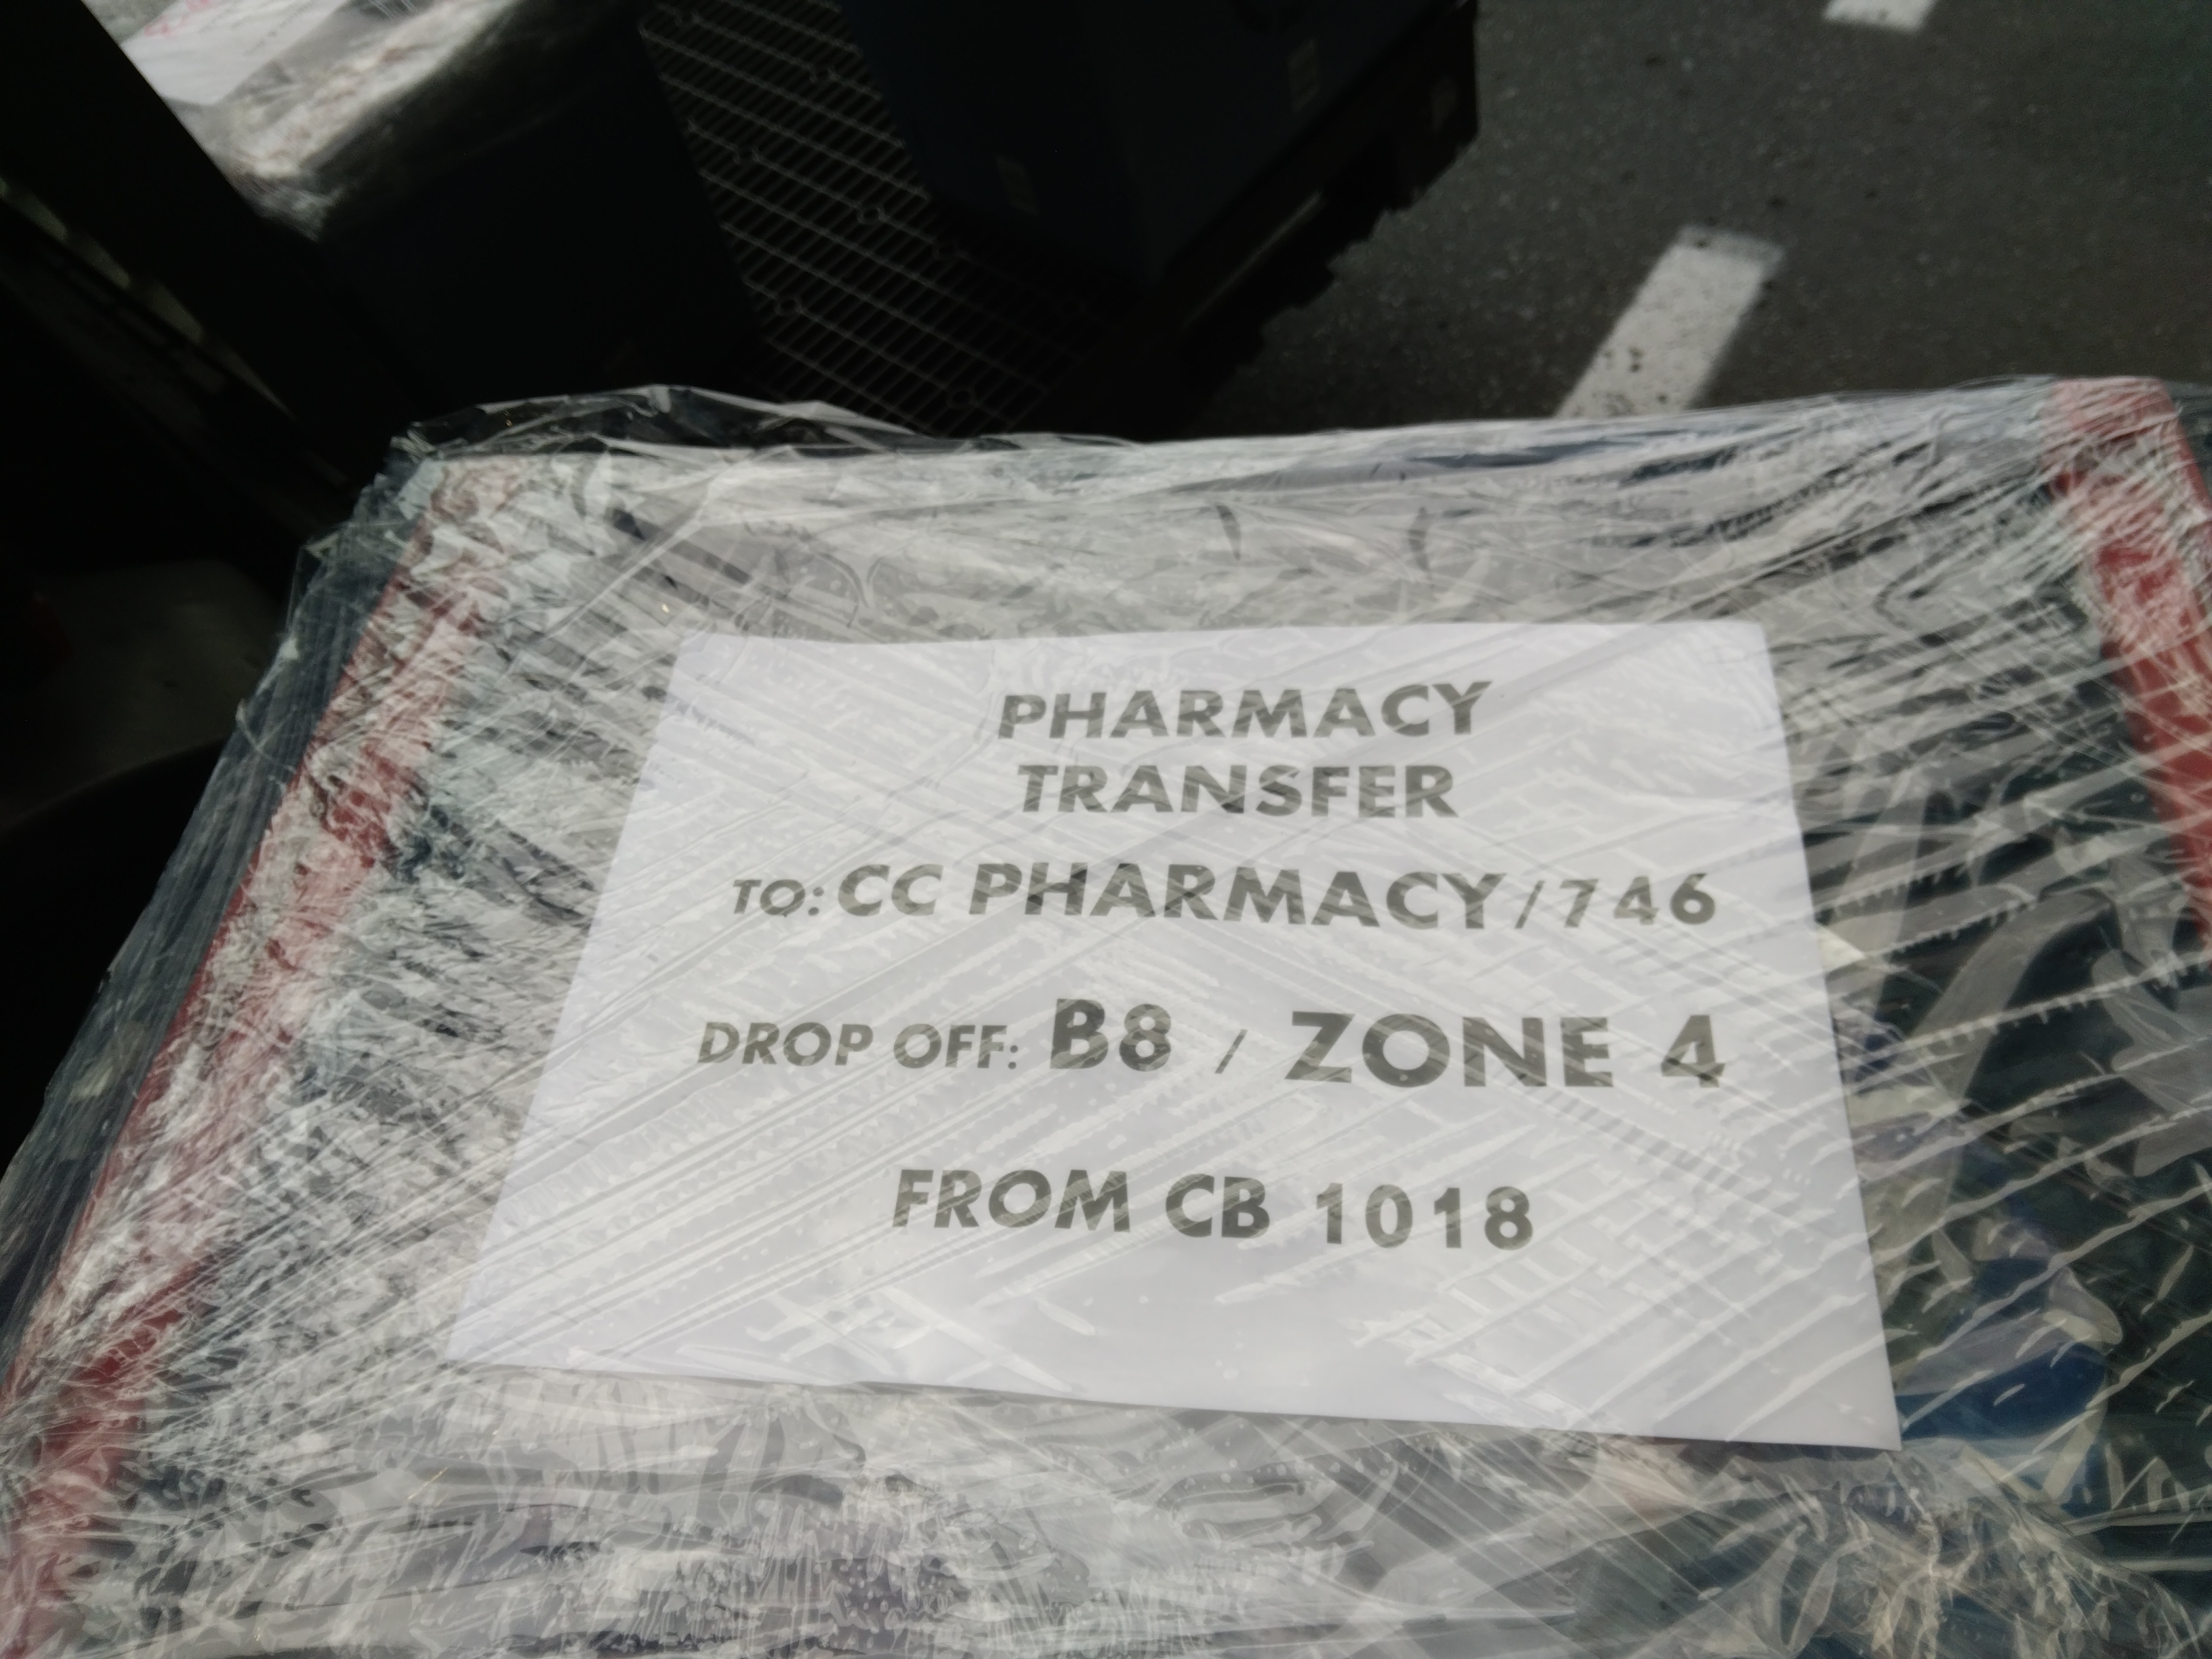 PHARMACY
TRANSFER
TO: CC PHARMACY / 746
DROP OFF: B8 / ZONE 4
FROM CB 1018